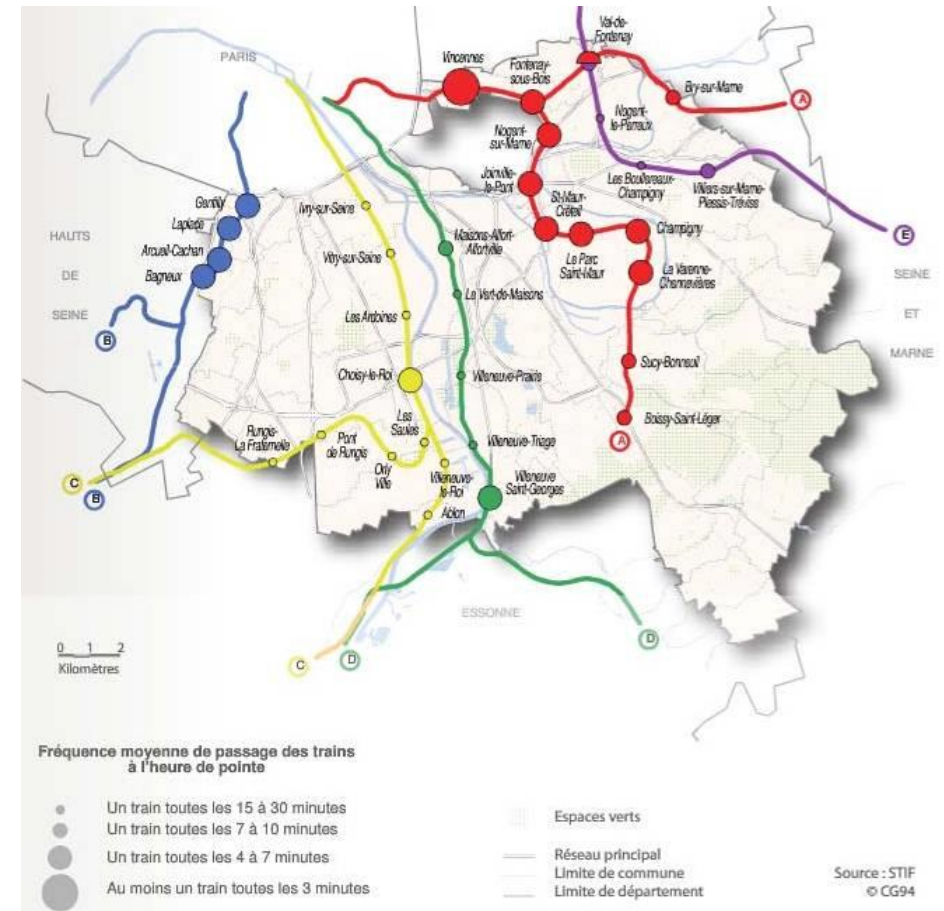 PARIS
Vincennes
Fontenay-
sous-Bois
Val-de-
Fontenay
Bry-sur-Marne
A
Nogent-
le-Perreux
Nogent-
sur-Marne
Joinville-
le-Pont
St-Maur-
Créteil
Les Boullereaux-
Champigny
Villiers-sur-Marne-
Plessis-Tréviss
E
Gentilly
Laplace
Arcueil-Cachan
Bagneux
HAUTS
DE
SEINE
B
Ivry-sur-Seine
Vitry-sur-Seine
Les Ardoines
Choisy-le-Roi
Maisons-Alfort-
Alfortville
Le Vert-de-Maisons
Villeneuve-Prairie
Le Parc
Saint-Maur
Champigny
La Varenne-
Chennevières
Sucy-Bonneuil
Boissy-Saint-Léger
A
SEINE
ET
MARNE
Rungis-
La Fraternelle
Pont
de Rungis
Orly
Ville
Les
Saules
Villeneuve-
le-Roi
Ablon
Villeneuve-Triage
Villeneuve
Saint-Georges
C
B
ESSONNE
C
D
D
0 1 2
Kilomètres
Fréquence moyenne de passage des trains
à l'heure de pointe
Un train toutes les 15 à 30 minutes
Un train toutes les 7 à 10 minutes
Un train toutes les 4 à 7 minutes
Au moins un train toutes les 3 minutes
Espaces verts
Réseau principal
Limite de commune
Limite de département
Source : STIF
© CG94